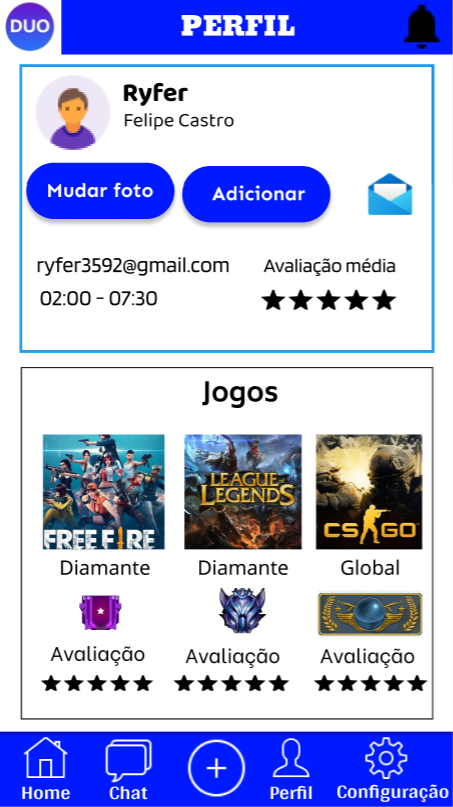 DUO
PERFIL
Ryfer
Felipe Castro
Mudar foto
Adicionar
ryfer3592@gmail.com
Avaliação média
02:00 - 07:30
Jogos
FREE FIRE
LEAGUE OF
LEGENDS
CS GO
Diamante
Diamante
Global
Avaliação
Avaliação
Avaliação
Home
Chat
Perfil
Configuração